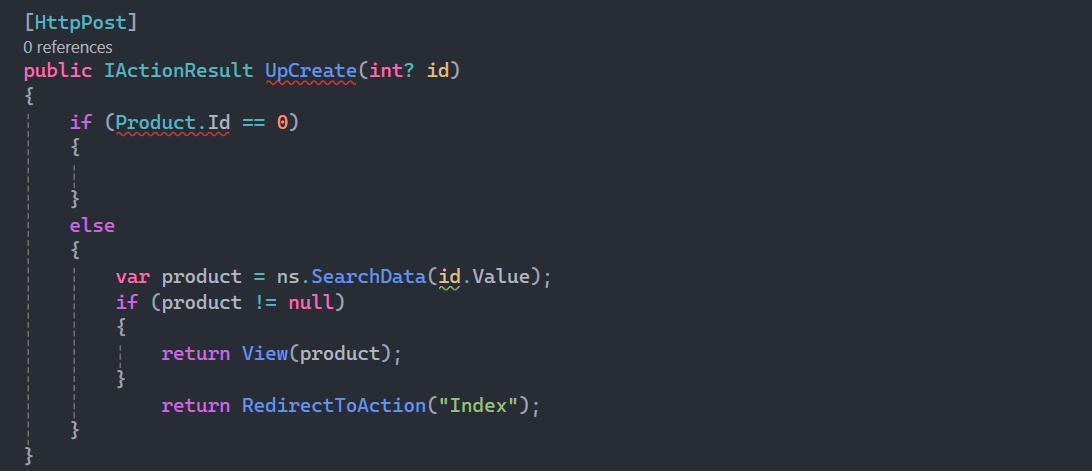 [HttpPost]
0 references
public IActionResult UpCreate(int? id)
{
    if (Product.Id == 0)
    {

    }
    else
    {
        var product = ns.SearchData(id.Value);
        if (product != null)
        {
            return View(product);
        }
            return RedirectToAction("Index");
    }
}